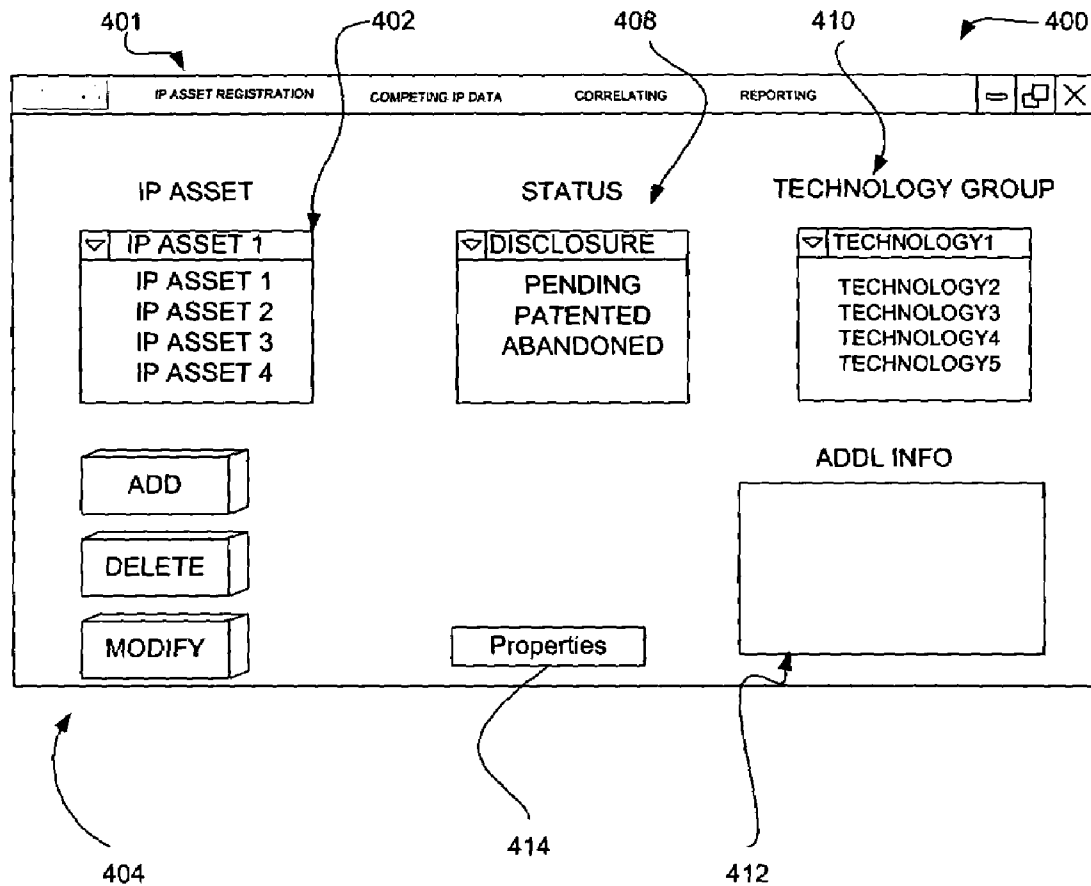 401 402 408 410 400
IP ASSET REGISTRATION COMPETING IP DATA CORRELATING REPORTING
IP ASSET STATUS TECHNOLOGY GROUP
IP ASSET 1 DISCLOSURE TECHNOLOGY1
IP ASSET 1 PENDING TECHNOLOGY2
IP ASSET 2 PATENTED TECHNOLOGY3
IP ASSET 3 ABANDONED TECHNOLOGY4
IP ASSET 4 TECHNOLOGY5
ADD ADDL INFO
DELETE
MODIFY Properties
404 414 412